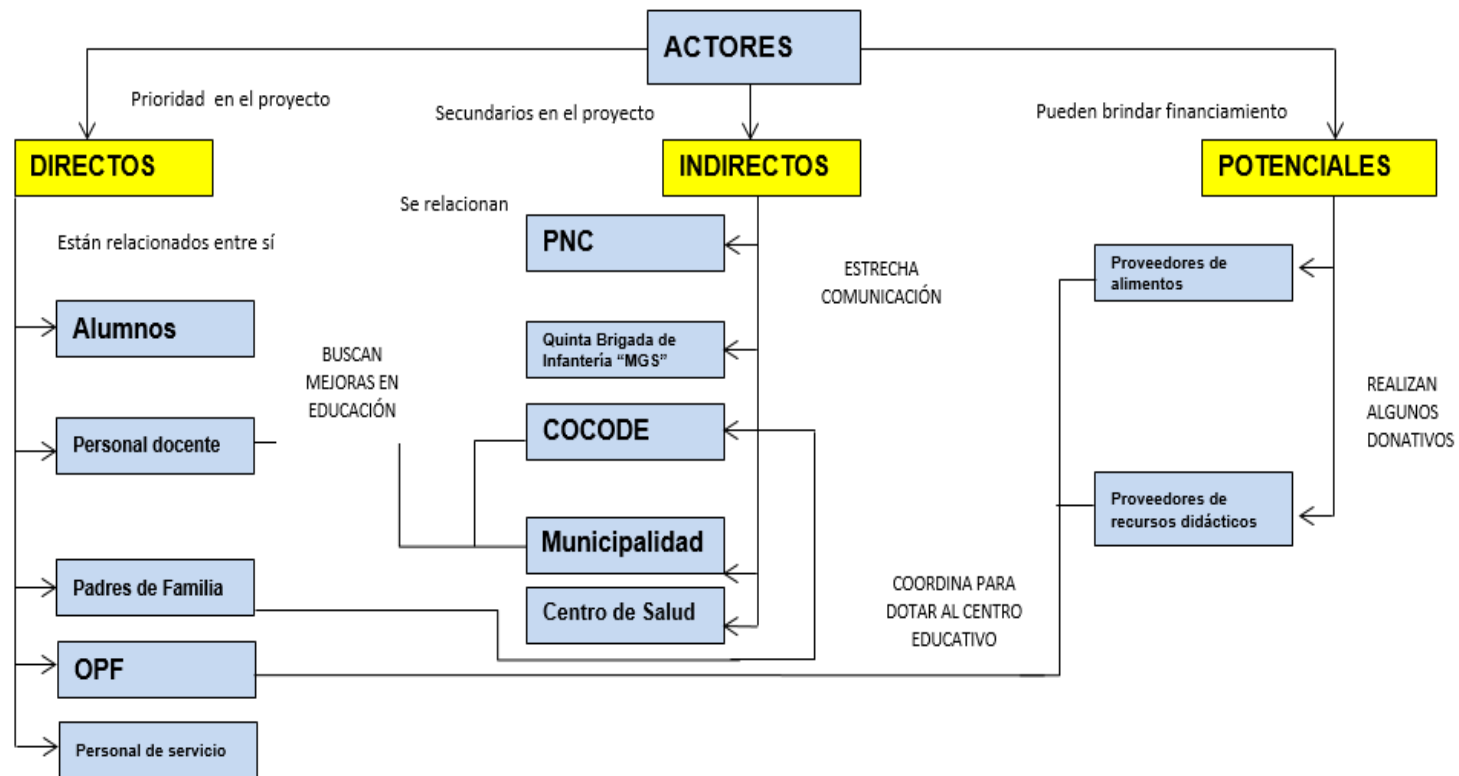 ACTORES
Prioridad en el proyecto
Secundarios en el proyecto
Pueden brindar financiamiento
DIRECTOS
INDIRECTOS
POTENCIALES
Se relacionan
Están relacionados entre sí
PNC
ESTRECHA
COMUNICACIÓN
Proveedores de
alimentos
Alumnos
Quinta Brigada de
Infantería “MGS”
BUSCAN
MEJORAS EN
EDUCACIÓN
REALIZAN
ALGUNOS
DONATIVOS
Personal docente
COCODE
Proveedores de
recursos didácticos
Municipalidad
Padres de Familia
Centro de Salud
COORDINA PARA
DOTAR AL CENTRO
EDUCATIVO
OPF
Personal de servicio